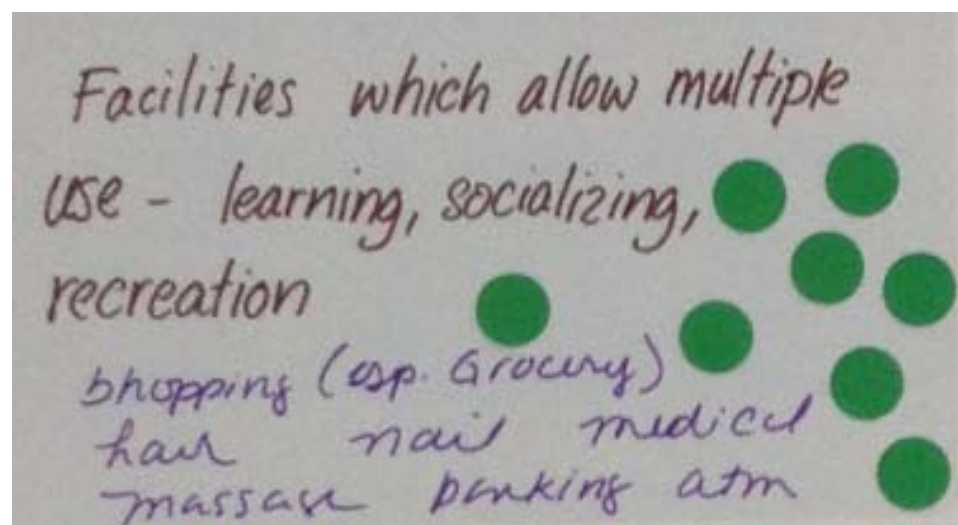 Facilities which allow multiple
use - learning, socializing,
recreation
shopping (esp. Grocery)
hair nail medical
massage banking atm